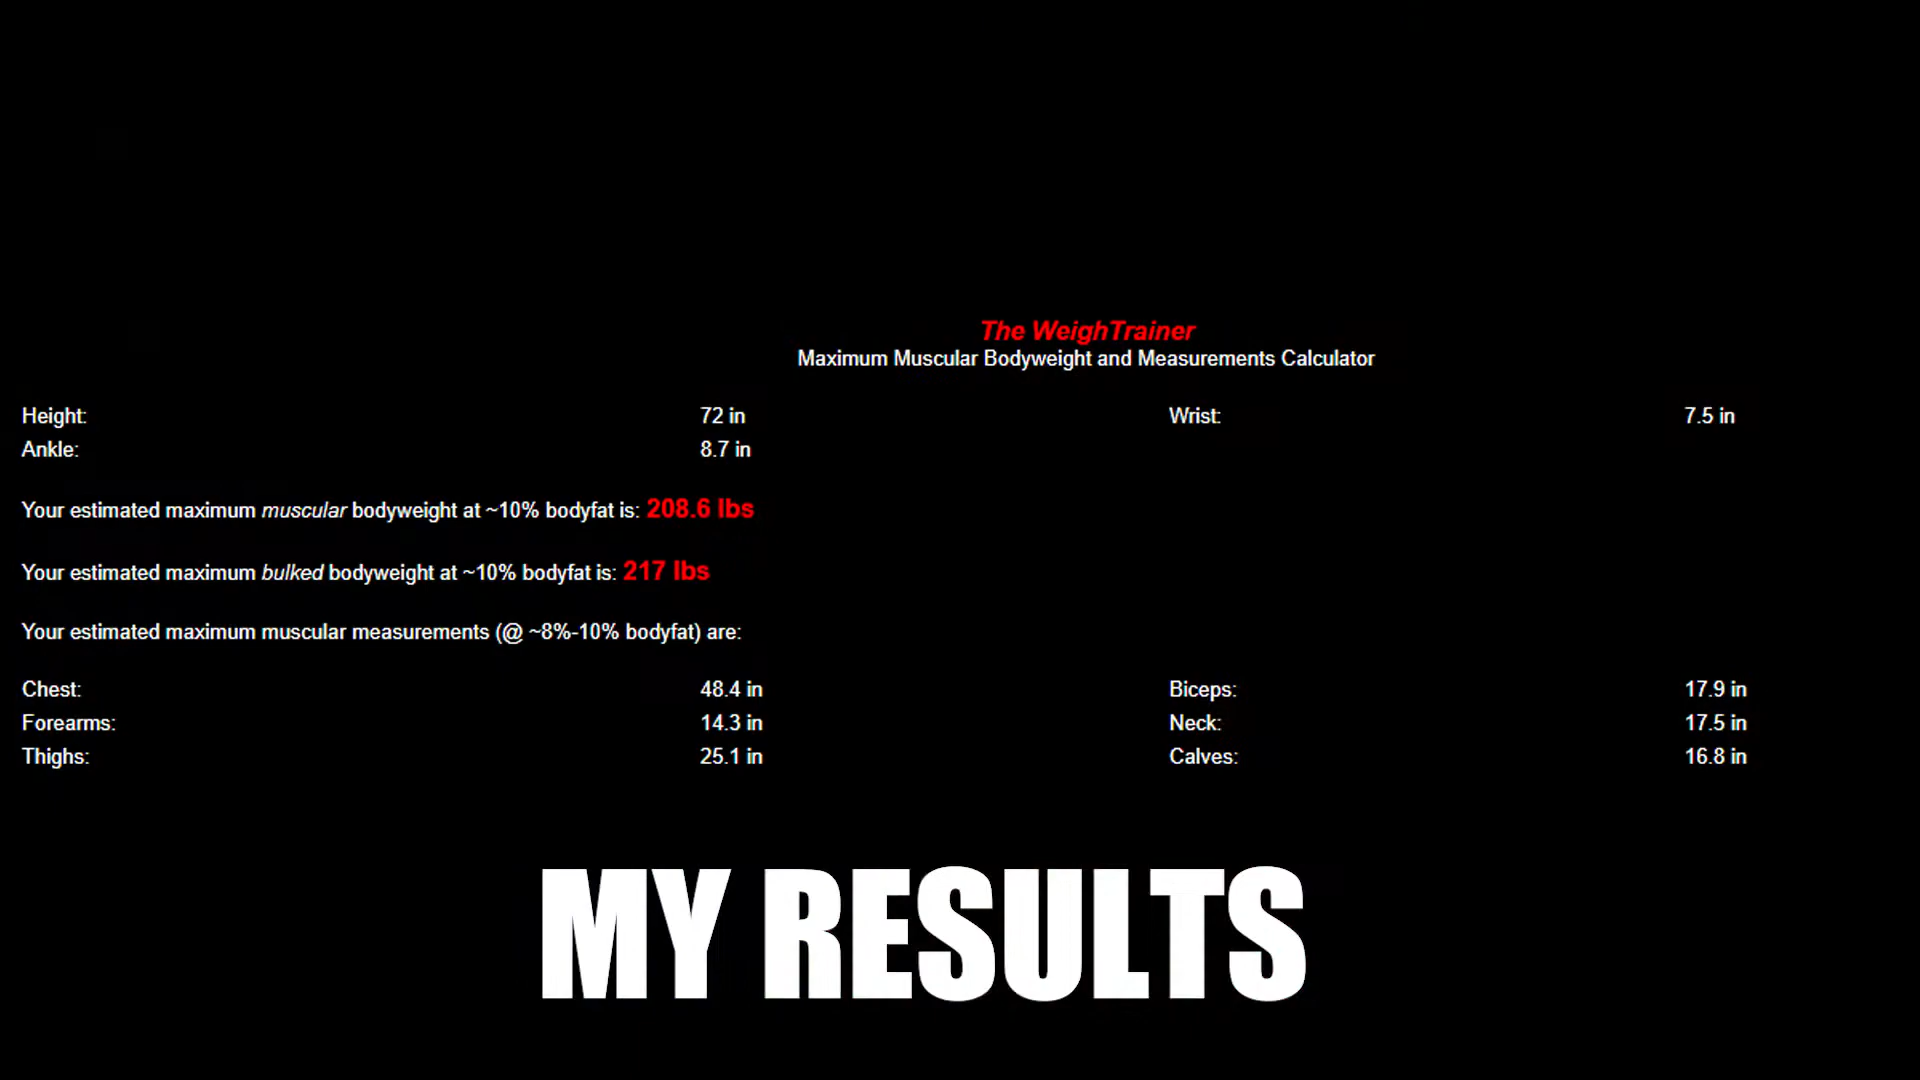 The WeighTrainer
Maximum Muscular Bodyweight and Measurements Calculator
Height: 72 in Wrist: 7.5 in
Ankle: 8.7 in
Your estimated maximum muscular bodyweight at ~10% bodyfat is: 208.6 lbs
Your estimated maximum bulked bodyweight at ~10% bodyfat is: 217 lbs
Your estimated maximum muscular measurements (@ ~8%-10% bodyfat) are:
Chest: 48.4 in Biceps: 17.9 in
Forearms: 14.3 in Neck: 17.5 in
Thighs: 25.1 in Calves: 16.8 in
MY RESULTS